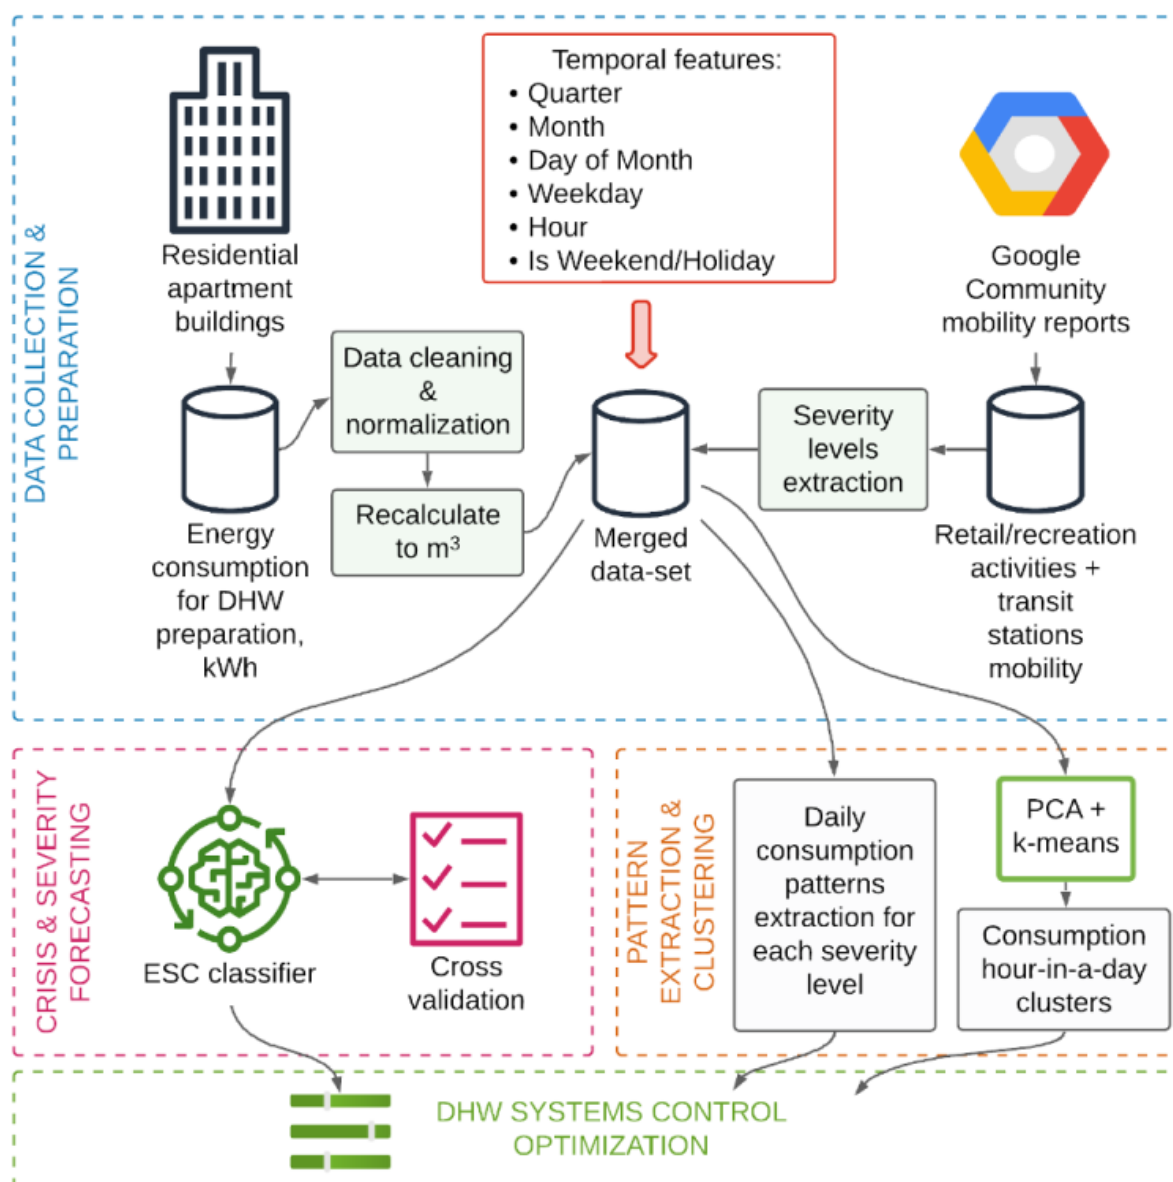 Temporal features:
• Quarter
• Month
• Day of Month
• Weekday
• Hour
• Is Weekend/Holiday
DATA COLLECTION &
PREPARATION
Residential
apartment
buildings
Google
Community
mobility reports
Data cleaning
&
normalization
Recalculate
to m³
Severity
levels
extraction
Energy
consumption
for DHW
preparation,
kWh
Merged
data-set
Retail/recreation
activities +
transit
stations
mobility
CRISIS & SEVERITY
FORECASTING
ESC classifier
Cross
validation
PATTERN
EXTRACTION &
CLUSTERING
Daily
consumption
patterns
extraction for
each severity
level
PCA +
k-means
Consumption
hour-in-a-day
clusters
DHW SYSTEMS CONTROL
OPTIMIZATION